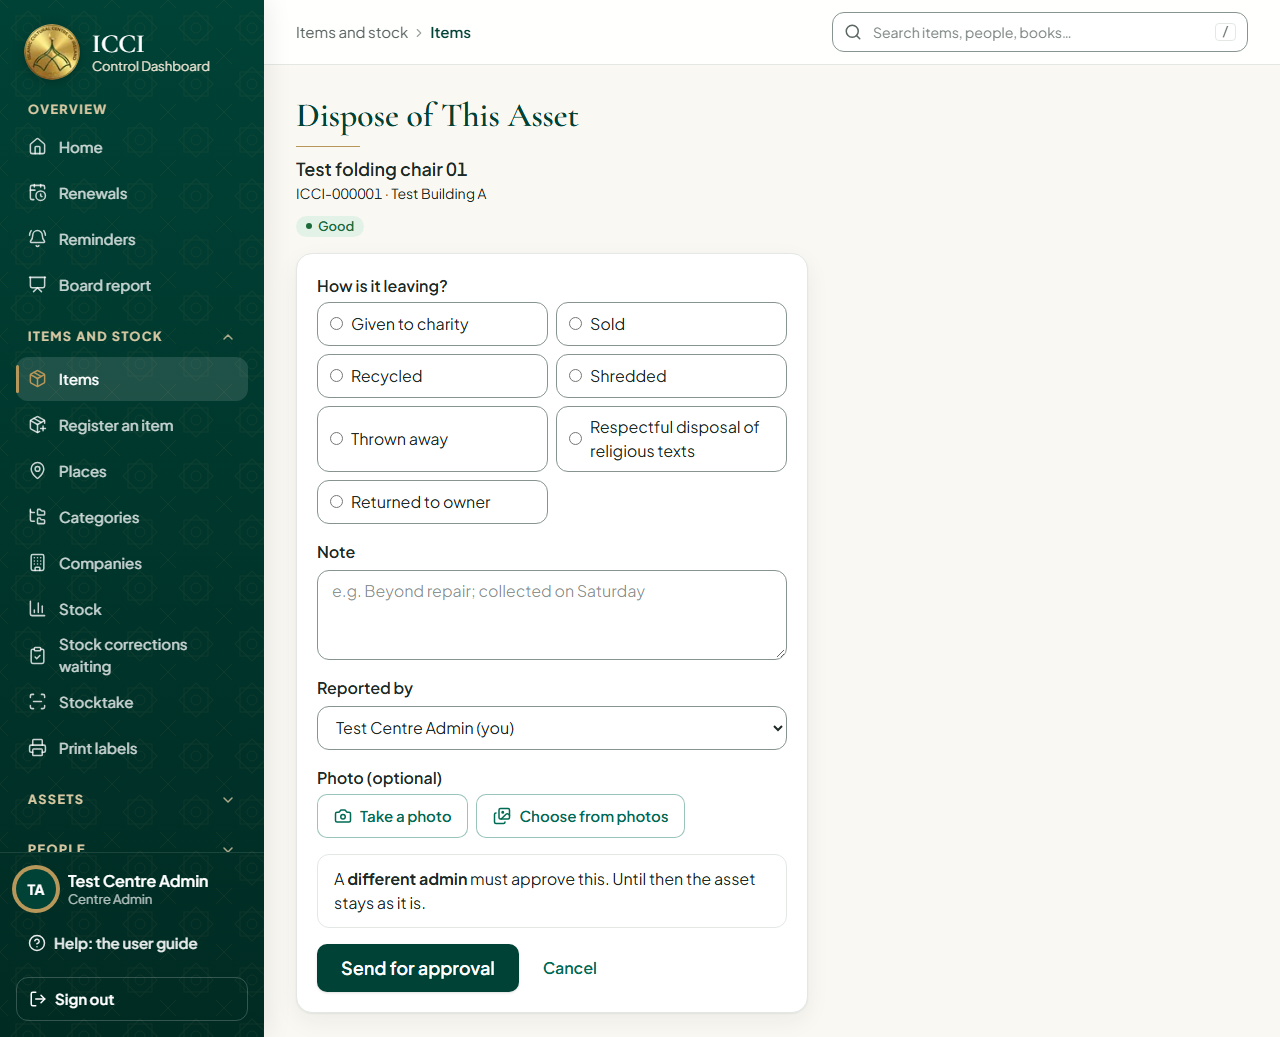 ICCI
Control Dashboard
OVERVIEW
Home
Renewals
Reminders
Board report
ITEMS AND STOCK
Items
Register an item
Places
Categories
Companies
Stock
Stock corrections
waiting
Stocktake
Print labels
ASSETS
PEOPLE
TA
Test Centre Admin
Centre Admin
Help: the user guide
Sign out
Items and stock > Items
Search items, people, books… /
Dispose of This Asset
Test folding chair 01
ICCI-000001 · Test Building A
Good
How is it leaving?
Given to charity
Sold
Recycled
Shredded
Thrown away
Respectful disposal of
religious texts
Returned to owner
Note
e.g. Beyond repair; collected on Saturday
Reported by
Test Centre Admin (you)
Photo (optional)
Take a photo
Choose from photos
A different admin must approve this. Until then the asset
stays as it is.
Send for approval
Cancel